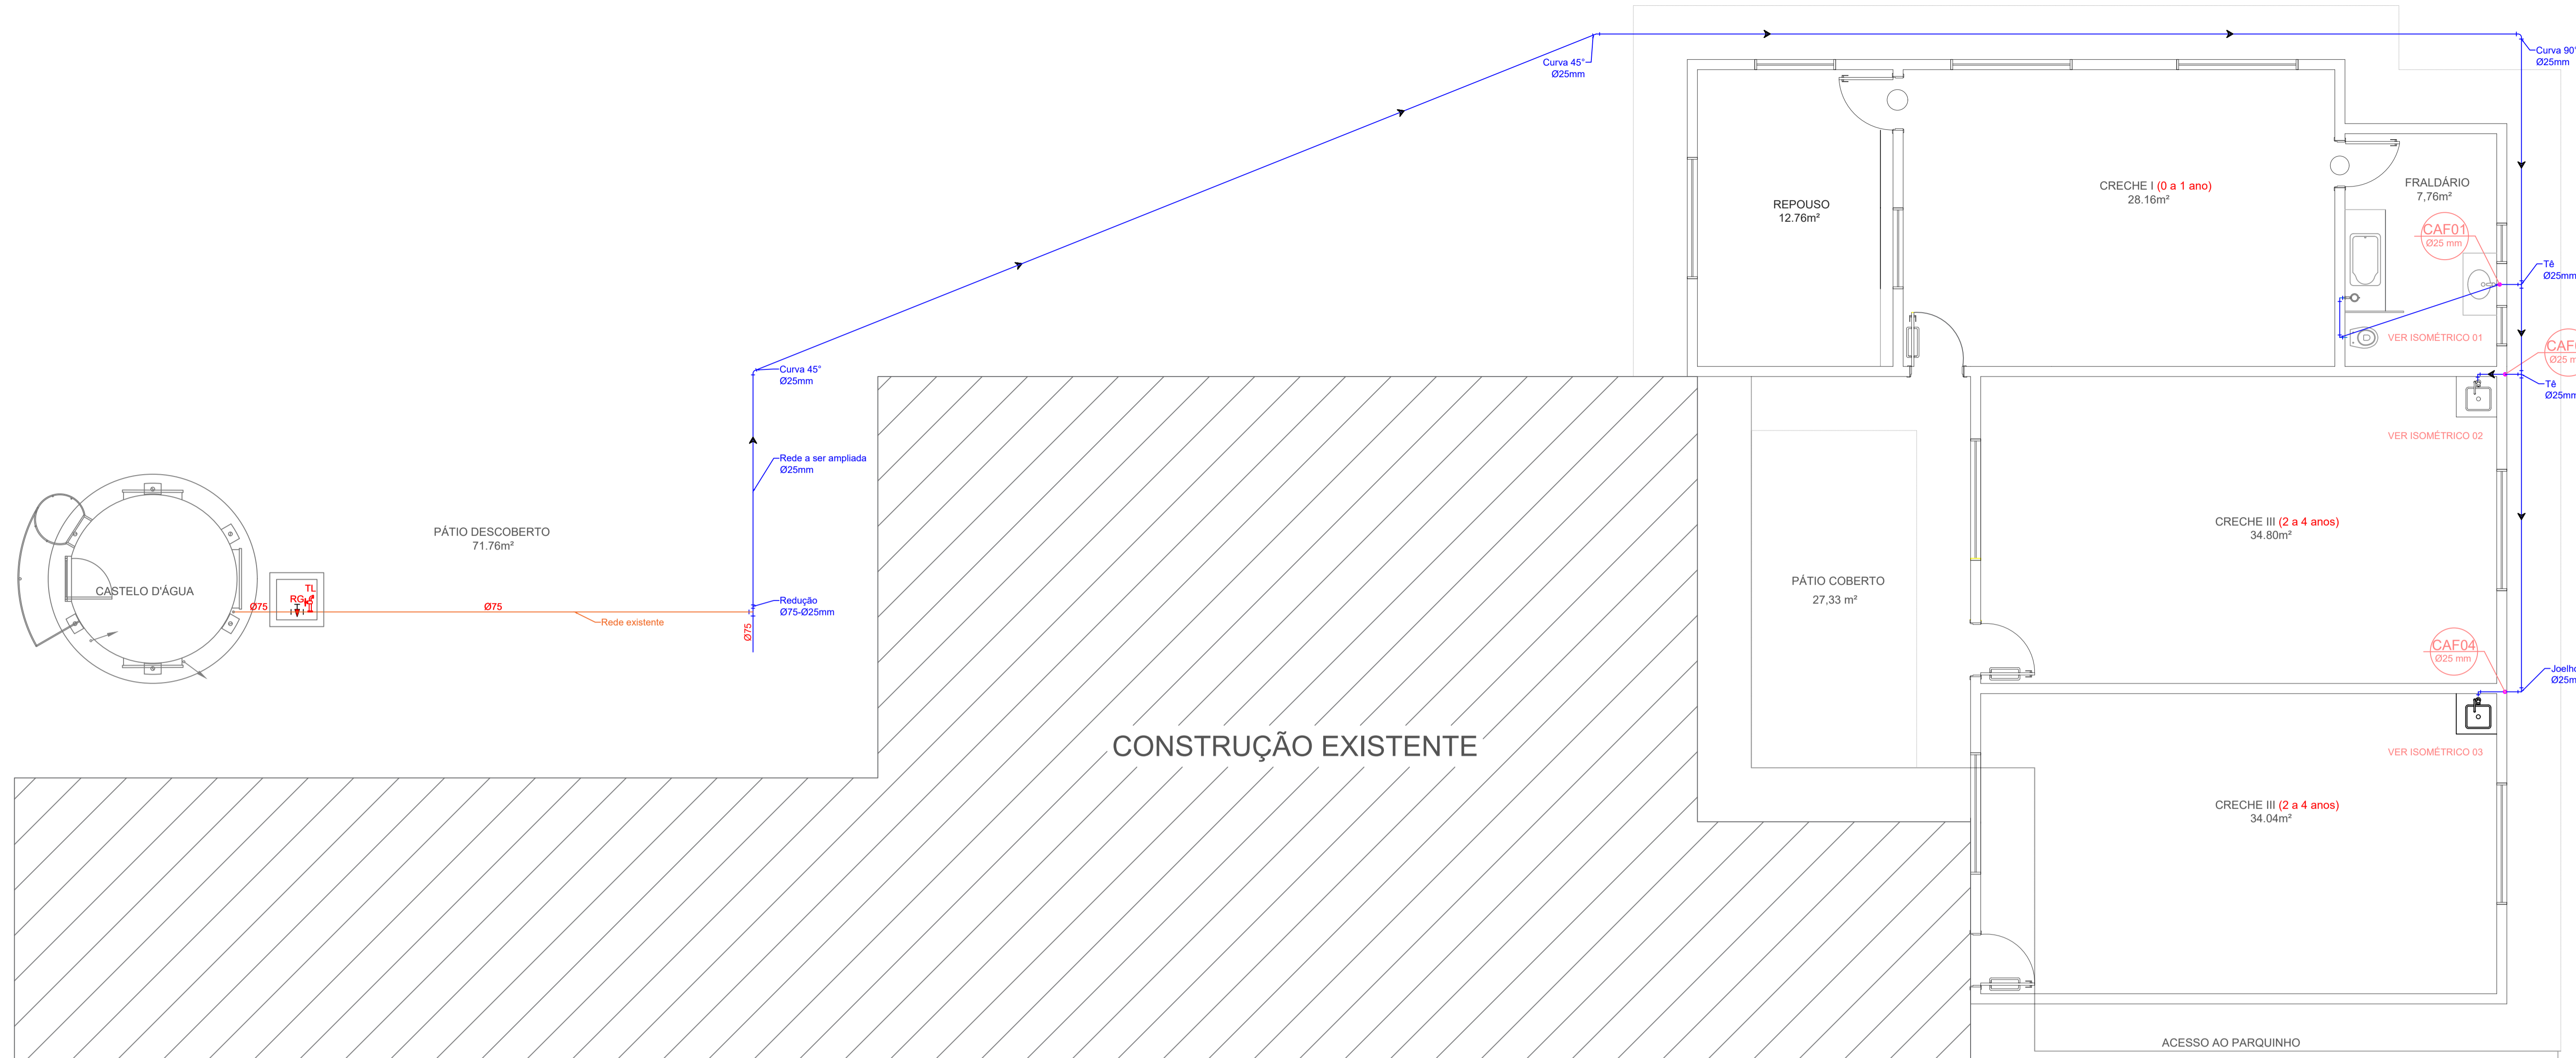 Curva 45°
Ø25mm
Curva 90°
Ø25mm
REPOUSO
12.76m²
CRECHE I (0 a 1 ano)
28.16m²
FRALDÁRIO
7,76m²
CAF01
Ø25 mm
Tê
Ø25mm
VER ISOMÉTRICO 01
CAF
Ø25 m
Tê
Ø25mm
Curva 45°
Ø25mm
VER ISOMÉTRICO 02
Rede a ser ampliada
Ø25mm
PÁTIO DESCOBERTO
71.76m²
CRECHE III (2 a 4 anos)
34.80m²
CASTELO D'ÁGUA
TL
RG
Ø75
Ø75
Redução
Ø75-Ø25mm
Rede existente
Ø75
PÁTIO COBERTO
27,33 m²
CAF04
Ø25 mm
Joelho
Ø25m
CONSTRUÇÃO EXISTENTE
VER ISOMÉTRICO 03
CRECHE III (2 a 4 anos)
34.04m²
ACESSO AO PARQUINHO